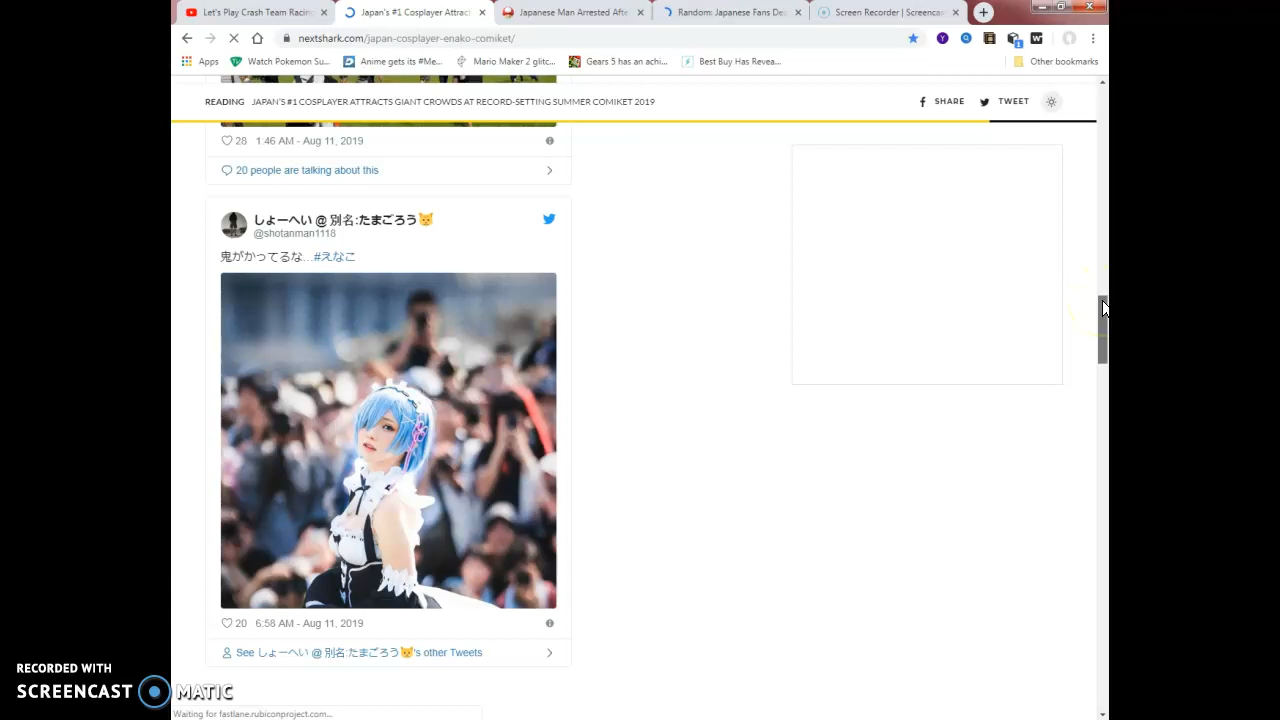 Let's Play Crash Team Racing
Japan's #1 Cosplayer Attract
Japanese Man Arrested Afte
Random: Japanese Fans De
Screen Recorder | Screencas
nextshark.com/japan-cosplayer-enako-comiket/
Apps
Watch Pokemon Su...
Anime gets its #Me...
Mario Maker 2 glitc...
Gears 5 has an achi...
Best Buy Has Revea...
Other bookmarks
READING JAPAN'S #1 COSPLAYER ATTRACTS GIANT CROWDS AT RECORD-SETTING SUMMER COMIKET 2019
SHARE
TWEET
28 1:46 AM - Aug 11, 2019
20 people are talking about this
しょーへい @ 別名:たまごろう🐱
@shotanman1118
鬼がかってるな...#えなこ
20 6:58 AM - Aug 11, 2019
See しょーへい @ 別名:たまごろう🐱's other Tweets
RECORDED WITH
SCREENCAST MATIC
Waiting for fastlane.rubiconproject.com...